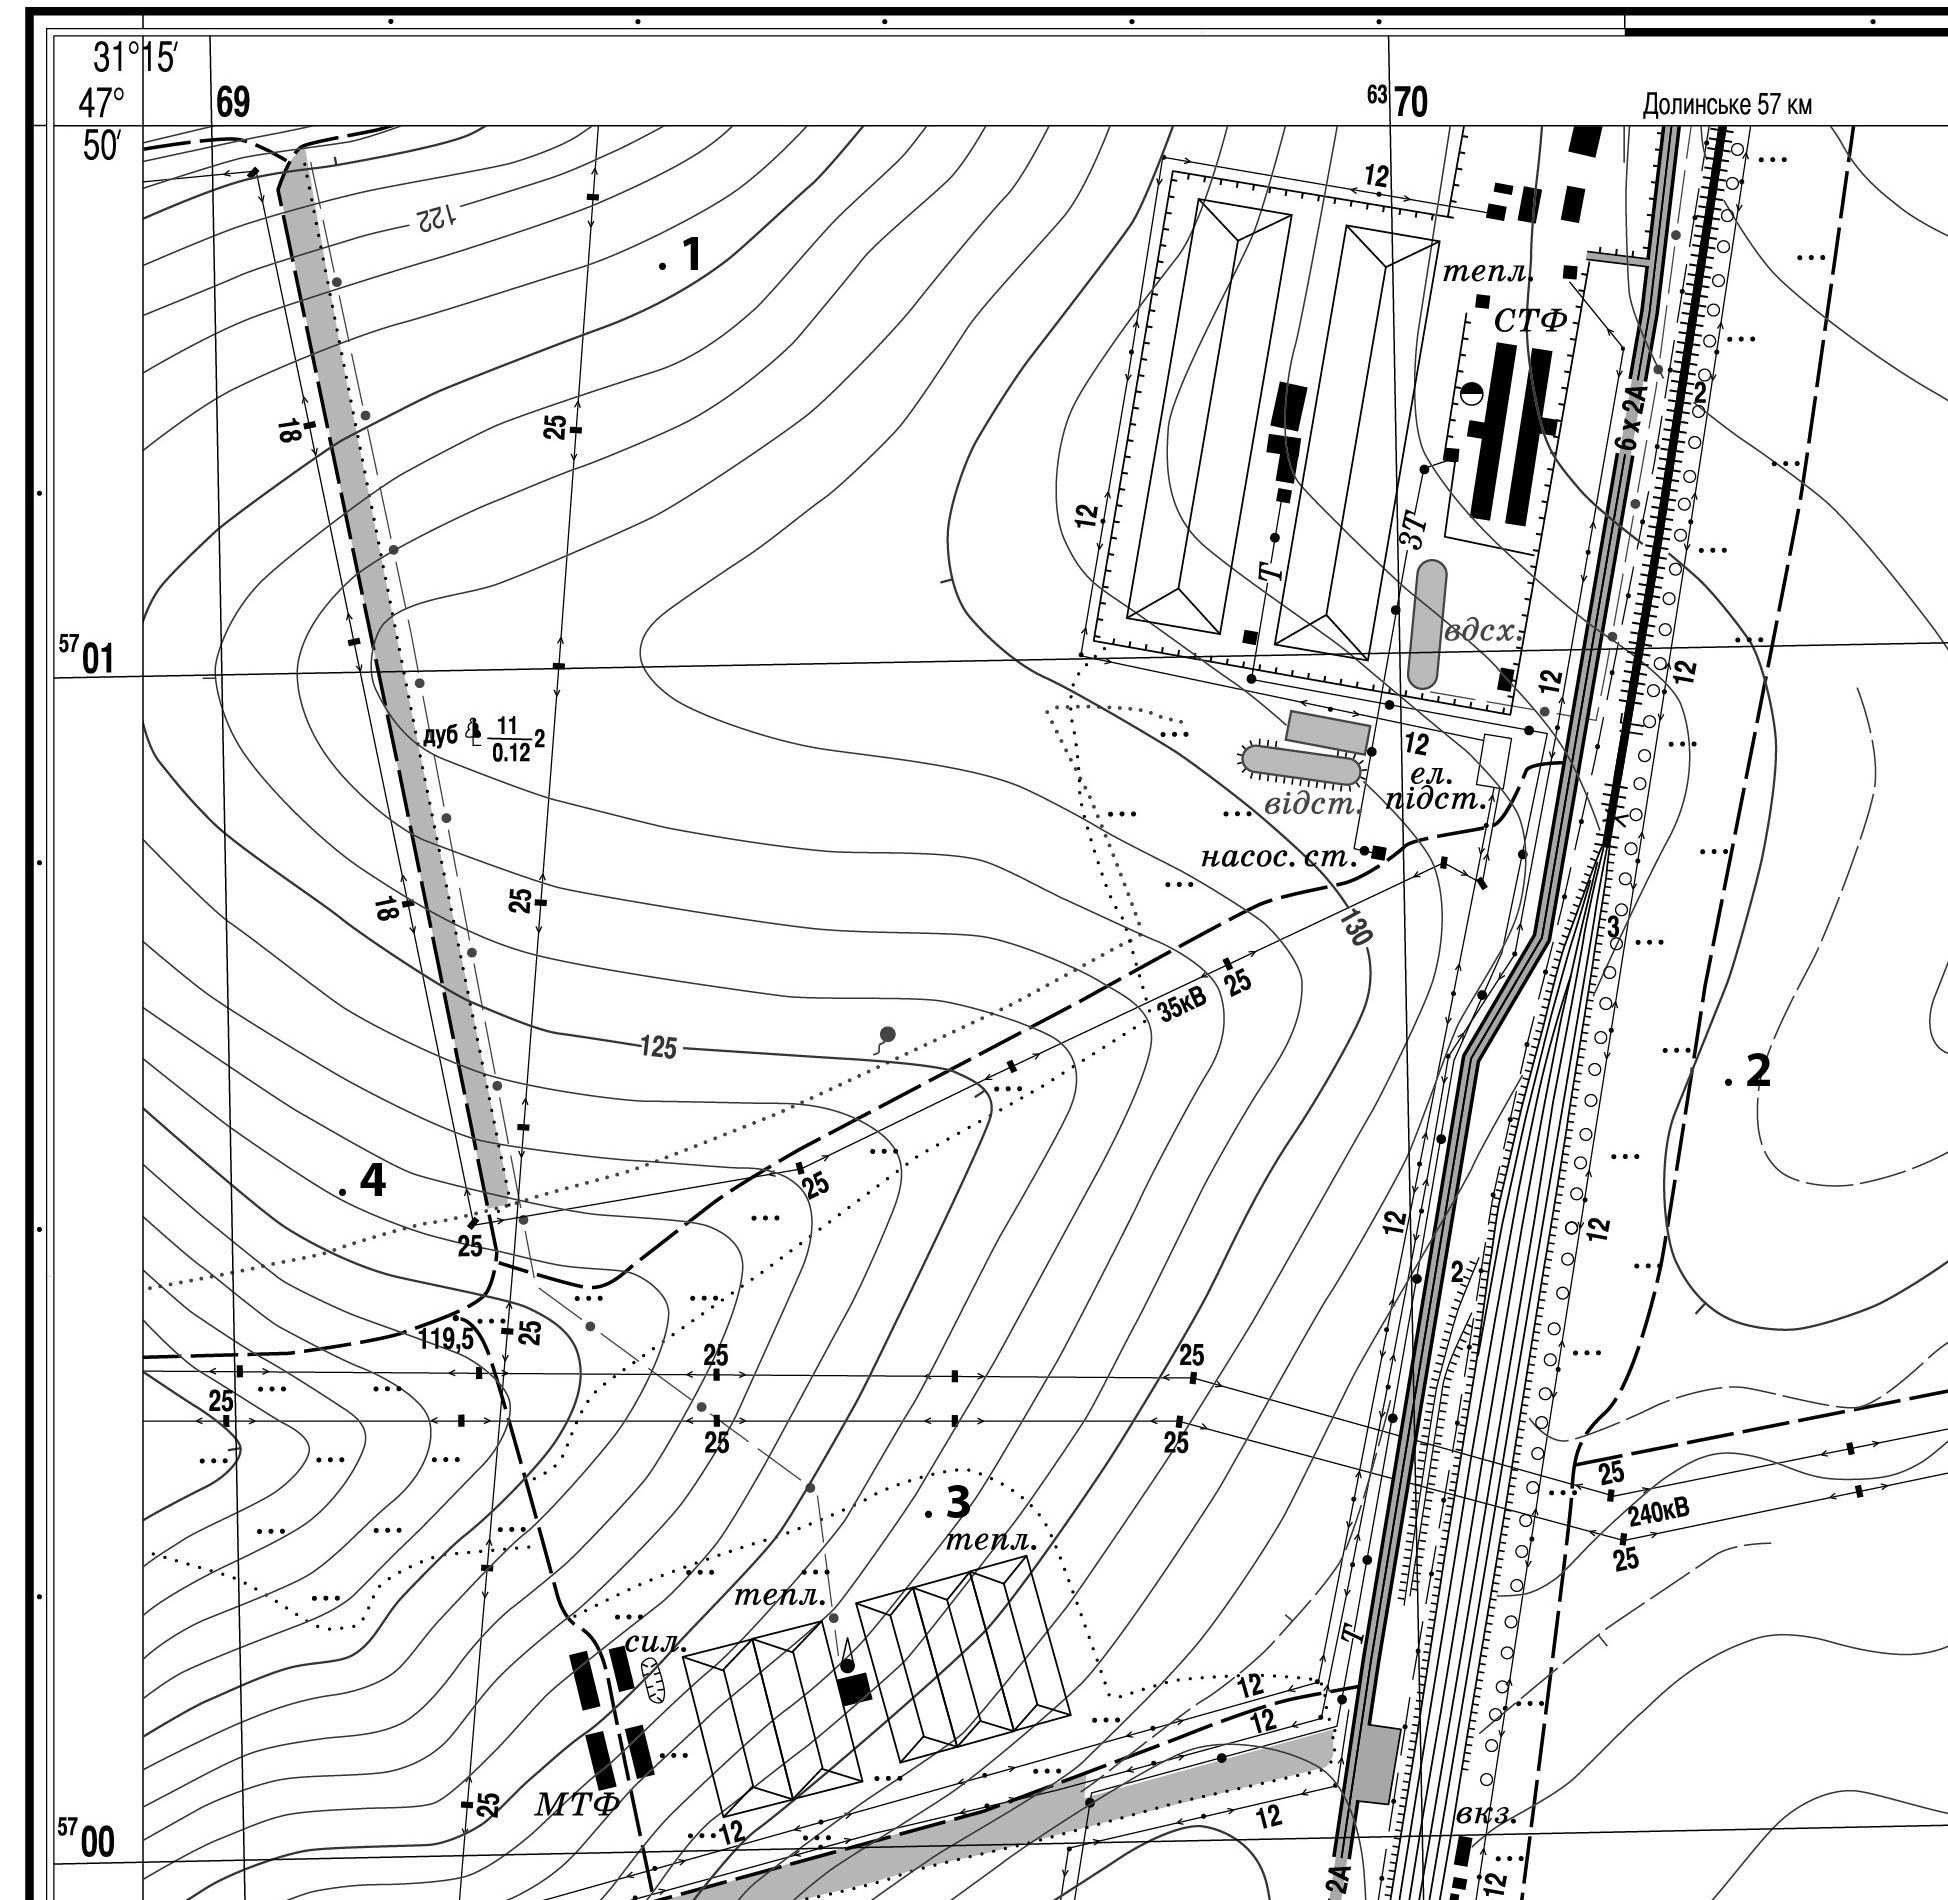 31°15′
47°
50′
69
63 70
Долинське 57 км
12
122
. 1
тепл.
СТФ
2
6 х 2А
18
25
12
ЗТ
Т
вдсх.
57 01
12
12
дуб 11/0.12 2
12
ел.
підст.
відст.
насос. ст.
18
25
130
3
25
35кВ
125
. 2
. 4
25
12
12
25
2
119,5
25
25
25
25
25
25
25
240кВ
25
. 3
тепл.
тепл.
сил.
Т
12
12
МТФ
25
12
12
вкз.
57 00
2А
12